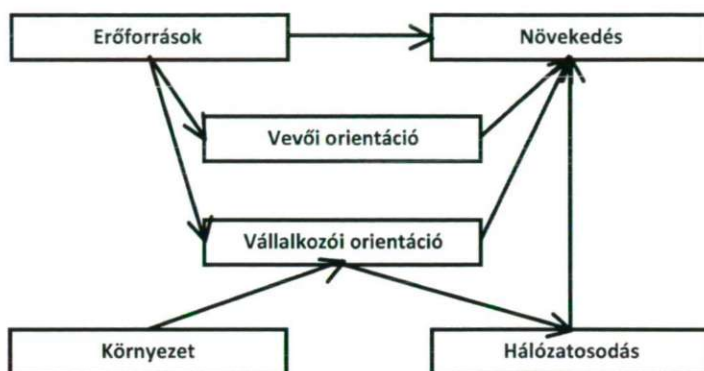 Erőforrások
Növekedés
Vevői orientáció
Vállalkozói orientáció
Környezet
Hálózatosodás